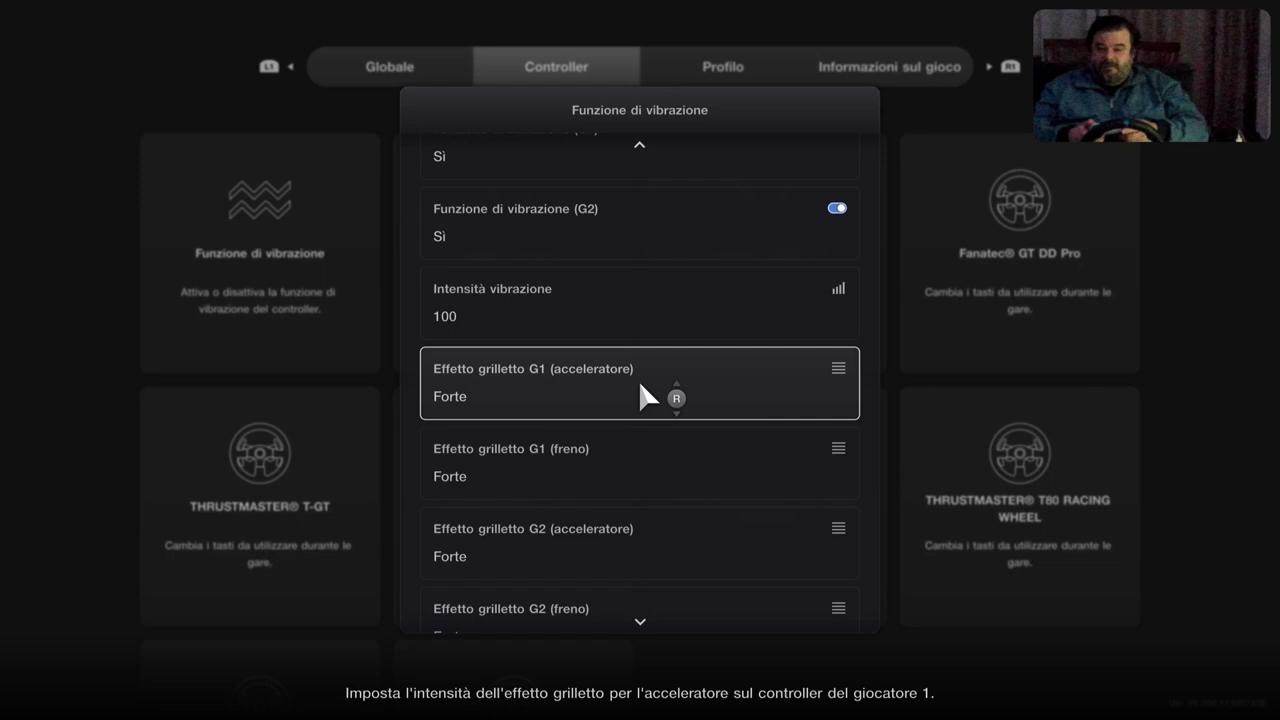 L1
Globale
Controller
Profilo
Informazioni sul gioco
R1
Funzione di vibrazione
Sì
Funzione di vibrazione (G2)
Sì
Intensità vibrazione
100
Effetto grilletto G1 (acceleratore)
Forte
R
Effetto grilletto G1 (freno)
Forte
Effetto grilletto G2 (acceleratore)
Forte
Effetto grilletto G2 (freno)
Funzione di vibrazione
Attiva o disattiva la funzione di
vibrazione del controller.
Fanatec® GT DD Pro
Cambia i tasti da utilizzare durante le
gare.
THRUSTMASTER® T-GT
Cambia i tasti da utilizzare durante le
gare.
THRUSTMASTER® T80 RACING
WHEEL
Cambia i tasti da utilizzare durante le
gare.
Imposta l'intensità dell'effetto grilletto per l'acceleratore sul controller del giocatore 1.